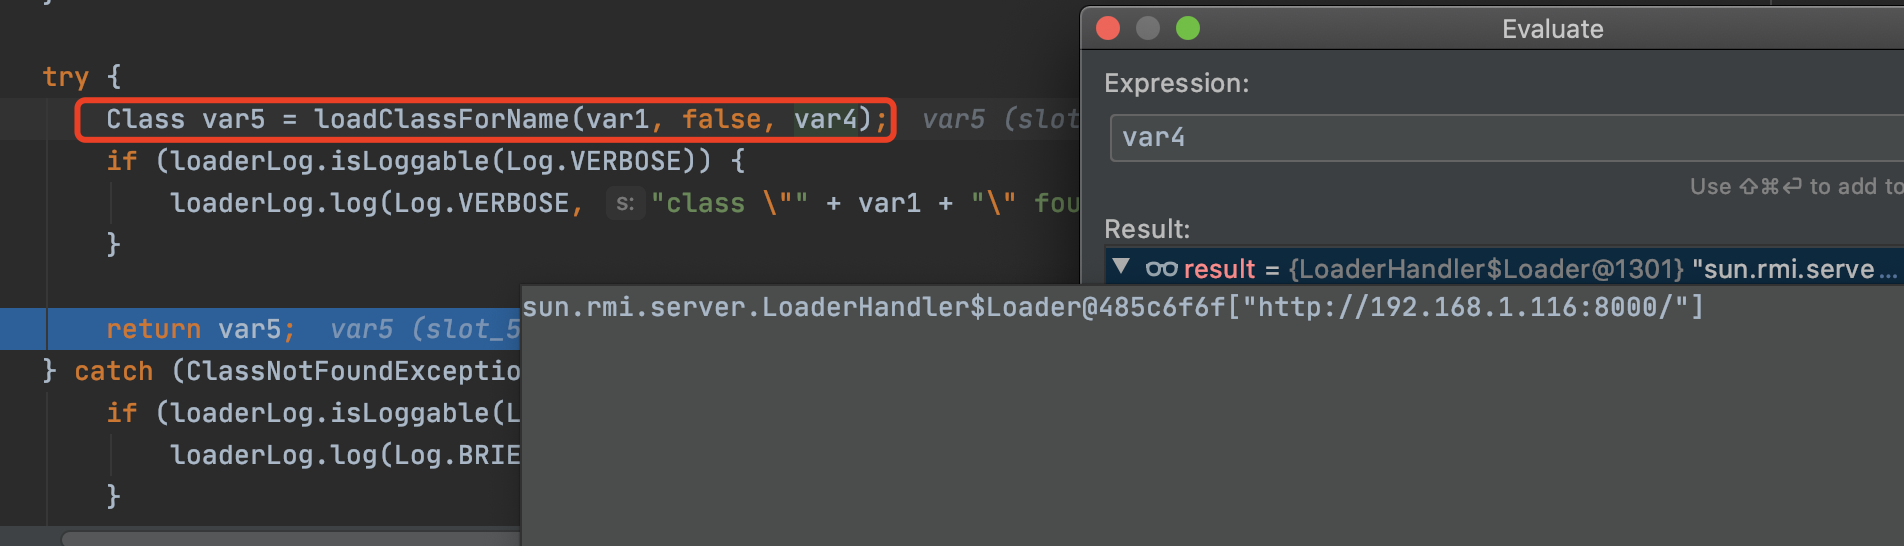 }
try {
Class var5 = loadClassForName(var1, false, var4); var5 (slot
if (loaderLog.isLoggable(Log.VERBOSE)) {
loaderLog.log(Log.VERBOSE, s: "class \"" + var1 + "\" fou
}
return var5; var5 (slot_5
} catch (ClassNotFoundExceptio
if (loaderLog.isLoggable(L
loaderLog.log(Log.BRIE
}
Evaluate
Expression:
var4
Use ⇧⌘⏎ to add to
Result:
result = {LoaderHandler$Loader@1301} "sun.rmi.serve...
sun.rmi.server.LoaderHandler$Loader@485c6f6f["http://192.168.1.116:8000/"]